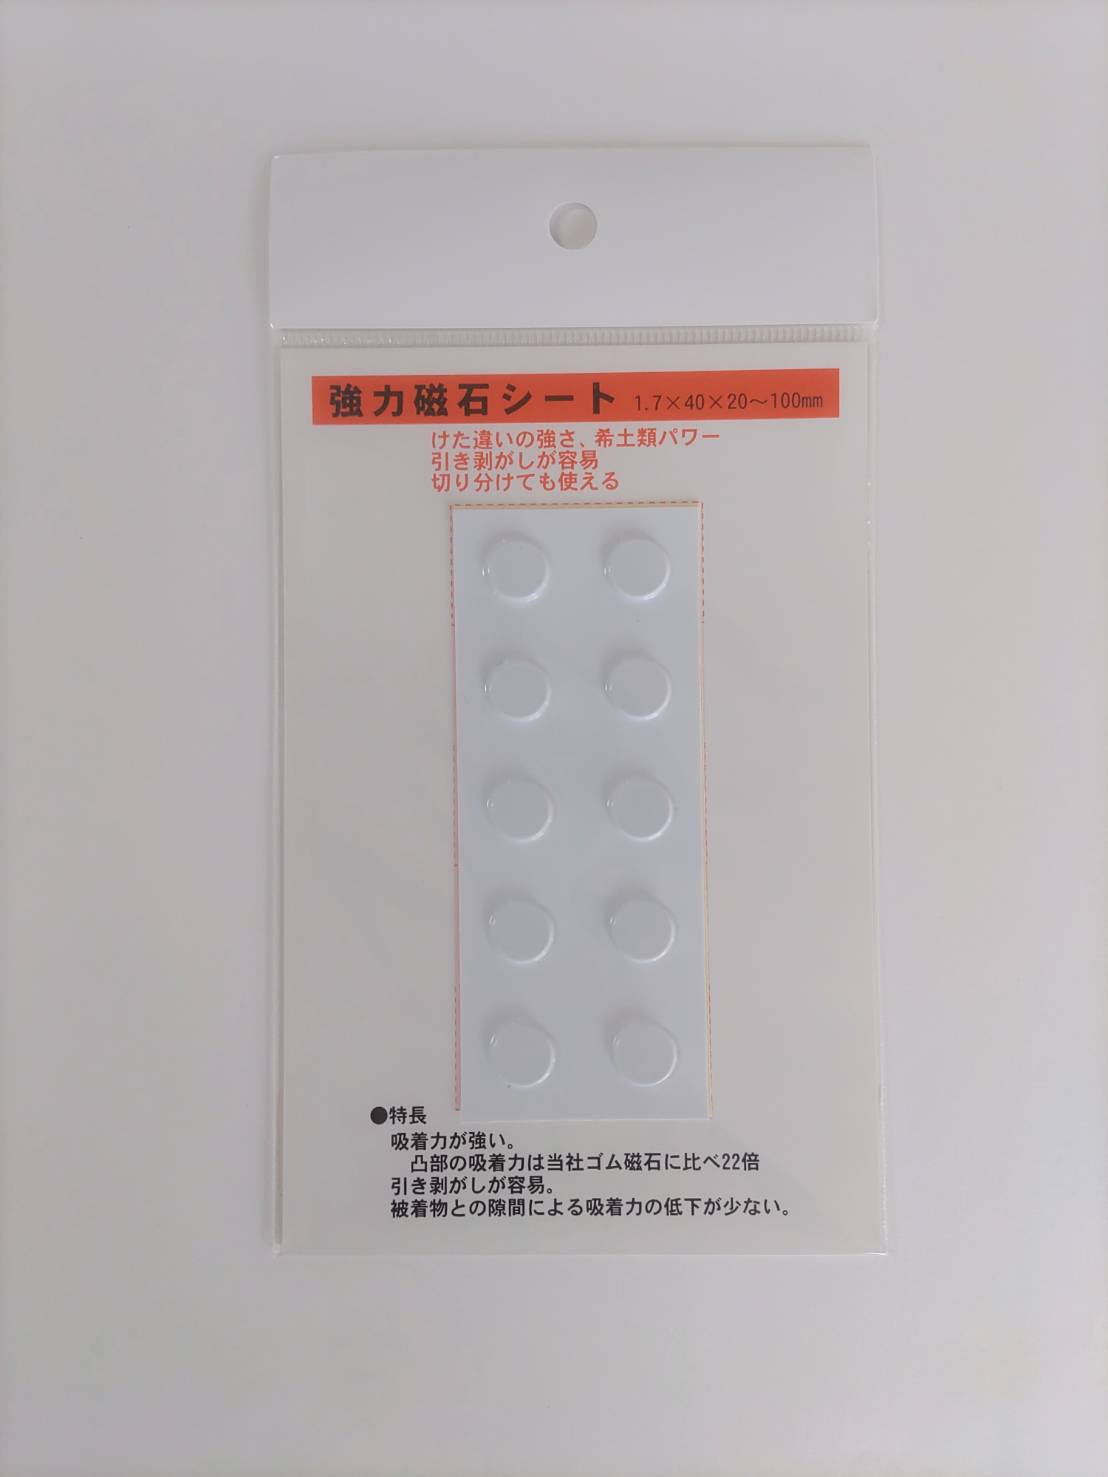 強力磁石シート 1.7×40×20～100mm
けた違いの強さ、希土類パワー
引き剥がしが容易
切り分けても使える
●特長
吸着力が強い。
凸部の吸着力は当社ゴム磁石に比べ22倍
引き剥がしが容易。
被着物との隙間による吸着力の低下が少ない。